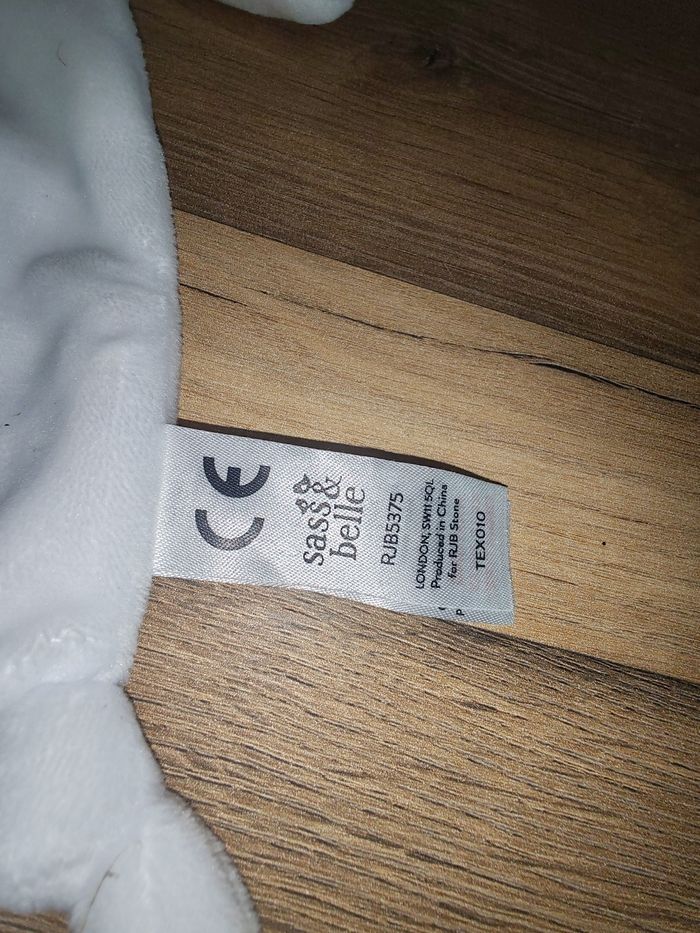 CE
sass &
belle
RJB5375
LONDON, SW11 5QL
Produced in China
for RJB Stone
TEX010
P